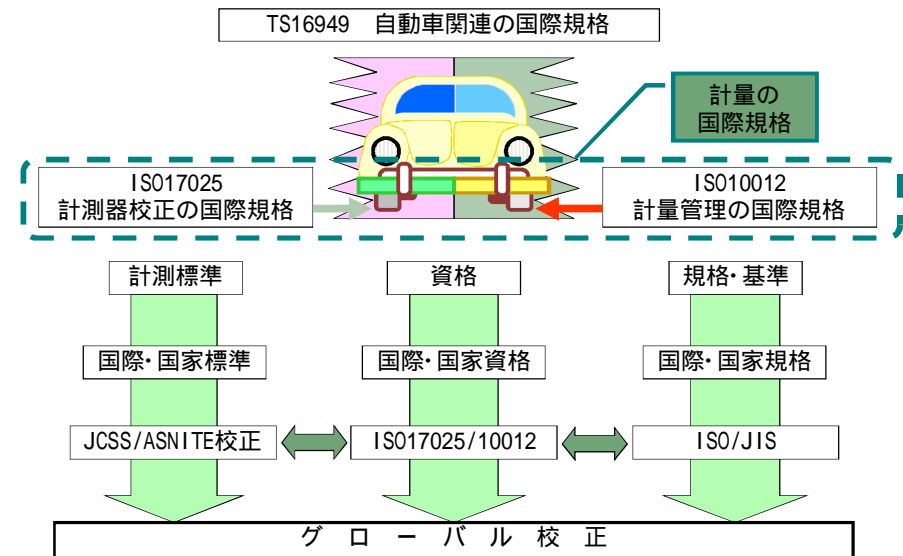 TS16949 自動車関連の国際規格
計量の
国際規格
ISO17025
計測器校正の国際規格
ISO10012
計量管理の国際規格
計測標準
資格
規格・基準
国際・国家標準
国際・国家資格
国際・国家規格
JCSS/ASNITE校正
ISO17025/10012
ISO/JIS
グローバル校正